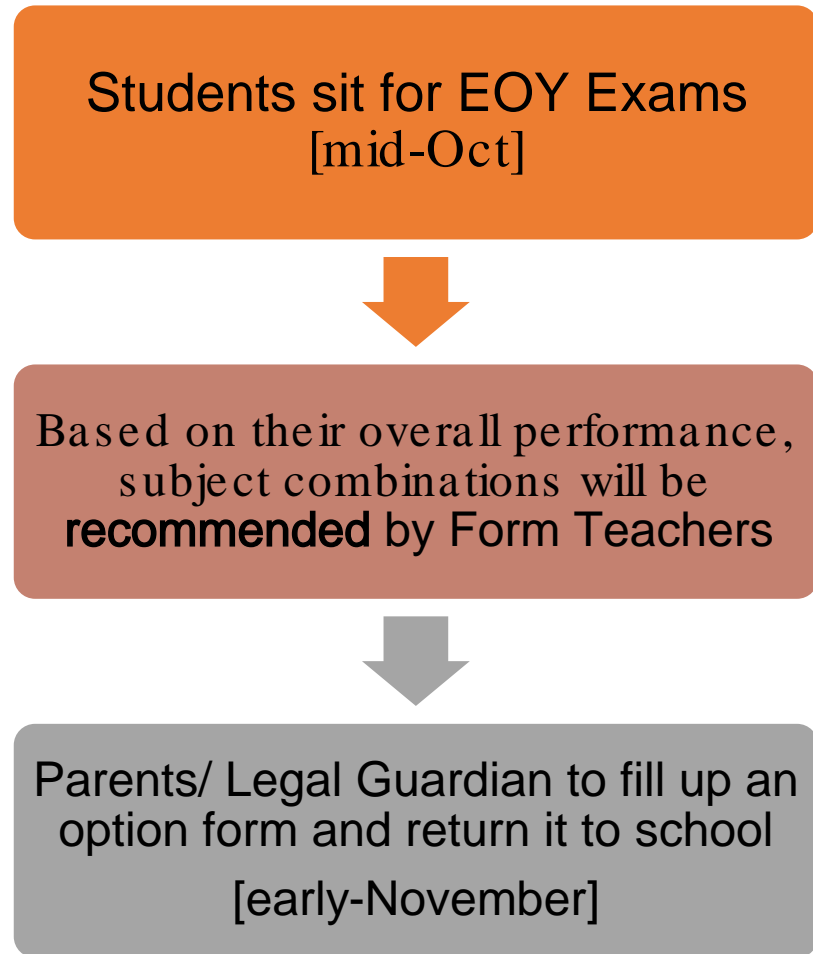 Students sit for EOY Exams
[mid-Oct]
Based on their overall performance,
subject combinations will be
recommended by Form Teachers
Parents/ Legal Guardian to fill up an
option form and return it to school
[early-November]